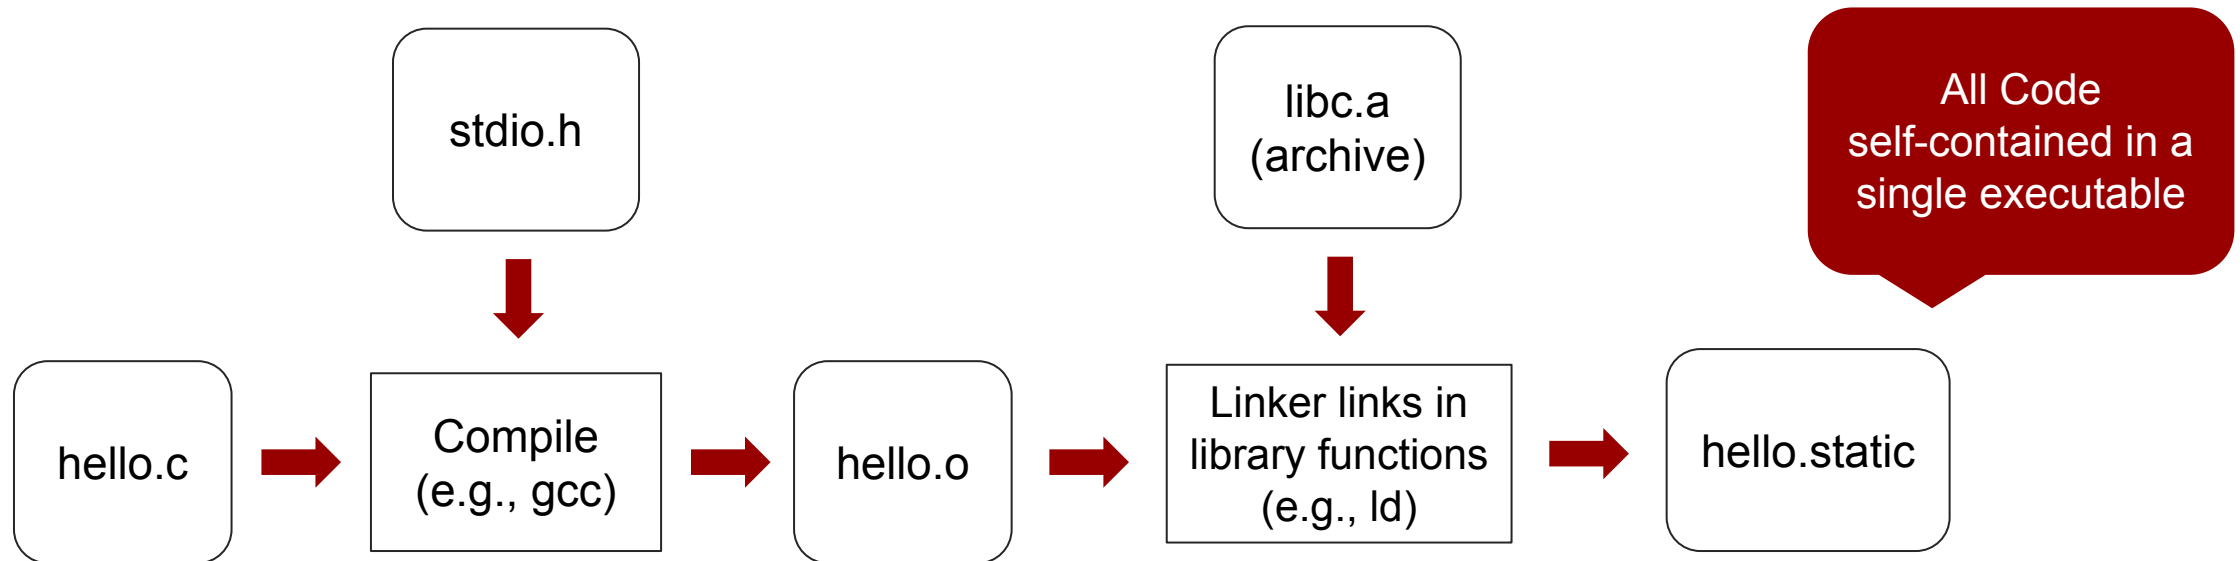 stdio.h
libc.a
(archive)
All Code
self-contained in a
single executable
hello.c
Compile
(e.g., gcc)
hello.o
Linker links in
library functions
(e.g., ld)
hello.static